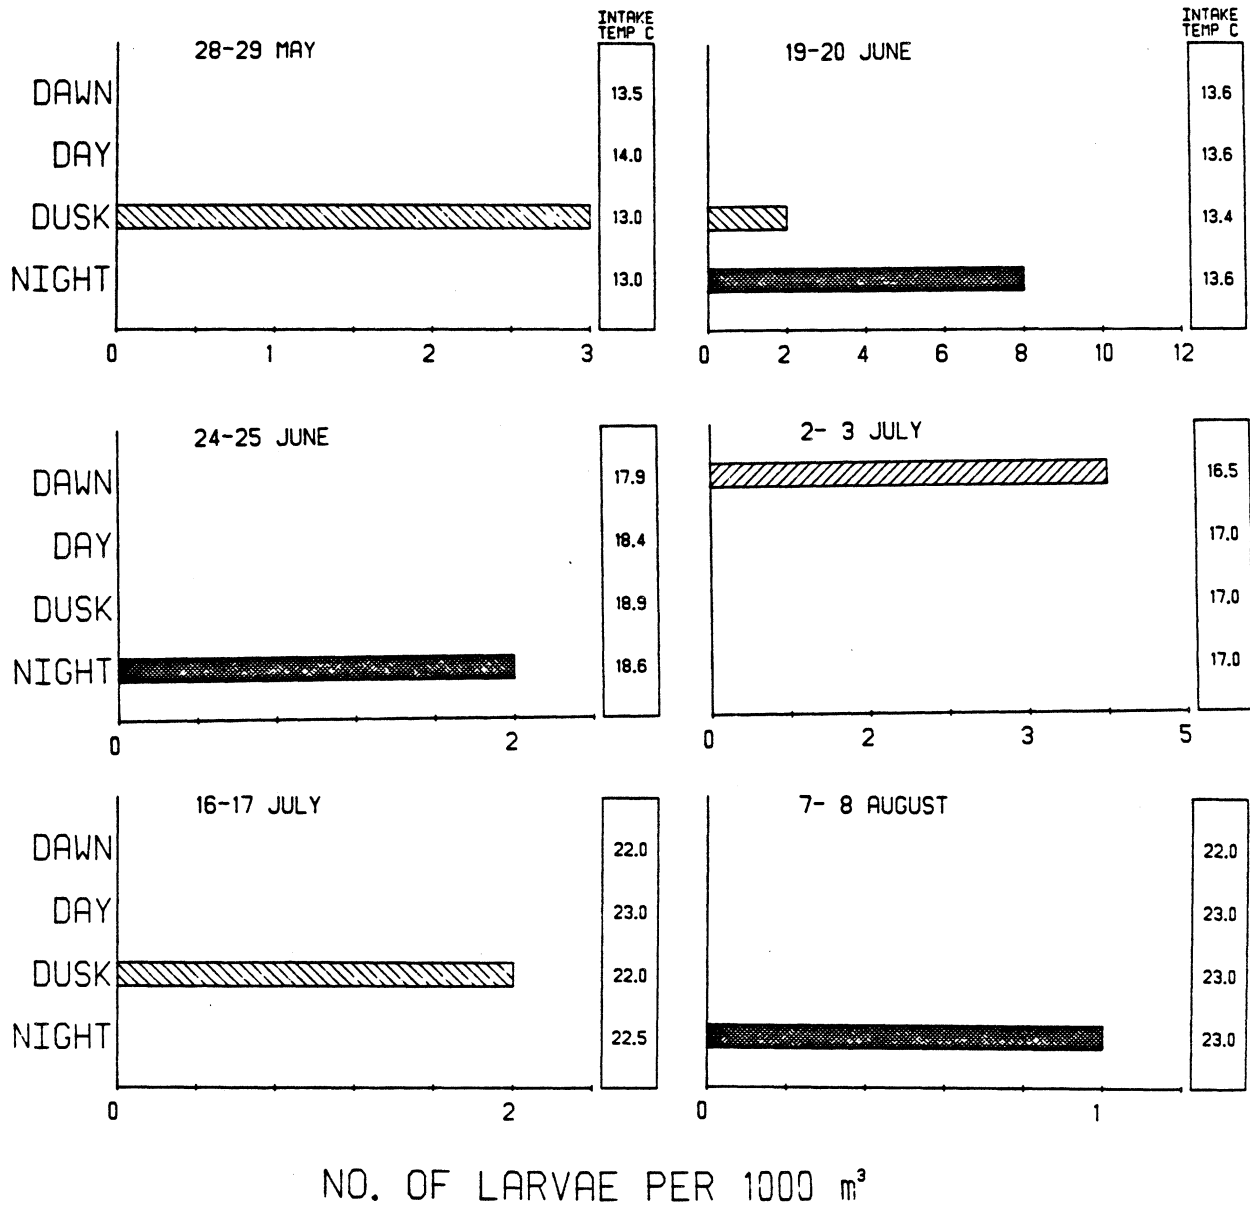 INTAKE
TEMP C
28-29 MAY
DAWN 13.5
DAY 14.0
DUSK 13.0
NIGHT 13.0
0 1 2 3
INTAKE
TEMP C
19-20 JUNE
13.6
13.6
13.4
13.6
0 2 4 6 8 10 12
24-25 JUNE
DAWN 17.9
DAY 18.4
DUSK 18.9
NIGHT 18.6
0 2
2- 3 JULY
16.5
17.0
17.0
17.0
0 2 3 5
16-17 JULY
DAWN 22.0
DAY 23.0
DUSK 22.0
NIGHT 22.5
0 2
7- 8 AUGUST
22.0
23.0
23.0
23.0
0 1
NO. OF LARVAE PER 1000 m³